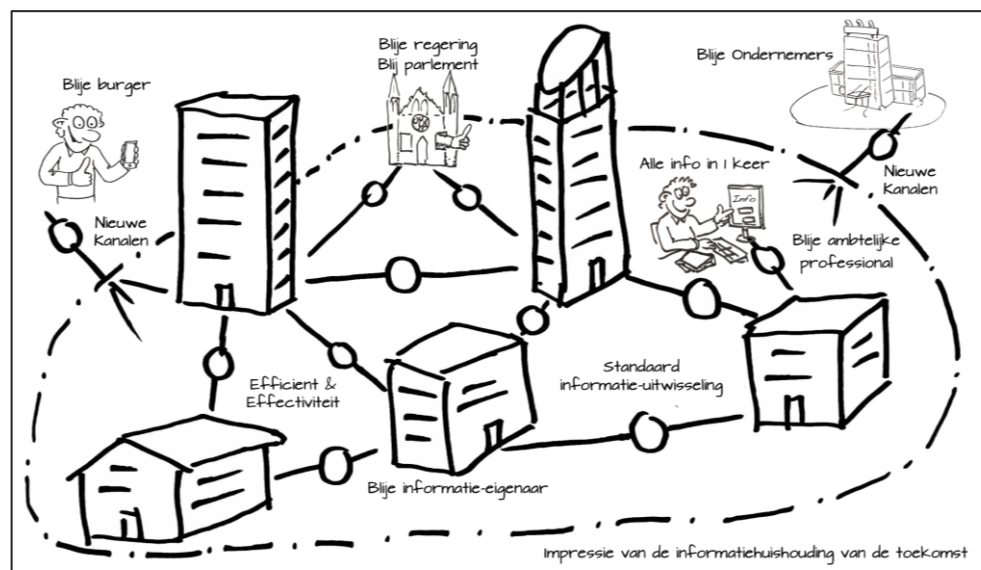 Blije regering
Blij parlement
Blije Ondernemers
Blije burger
Alle info in 1 keer
Info
Nieuwe
Kanalen
Nieuwe
Kanalen
Blije ambtelijke
professional
Standaard
informatie-uitwisseling
Efficient &
Effectiviteit
Blije informatie-eigenaar
Impressie van de informatiehuishouding van de toekomst